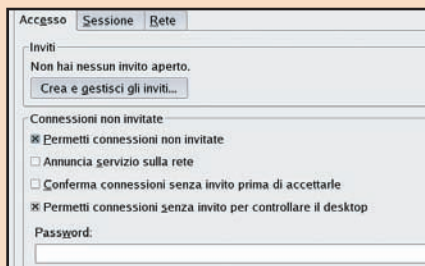 Accesso Sessione Rete
Inviti
Non hai nessun invito aperto.
Crea e gestisci gli inviti...
Connessioni non invitate
Permetti connessioni non invitate
Annuncia servizio sulla rete
Conferma connessioni senza invito prima di accettarle
Permetti connessioni senza invito per controllare il desktop
Password: